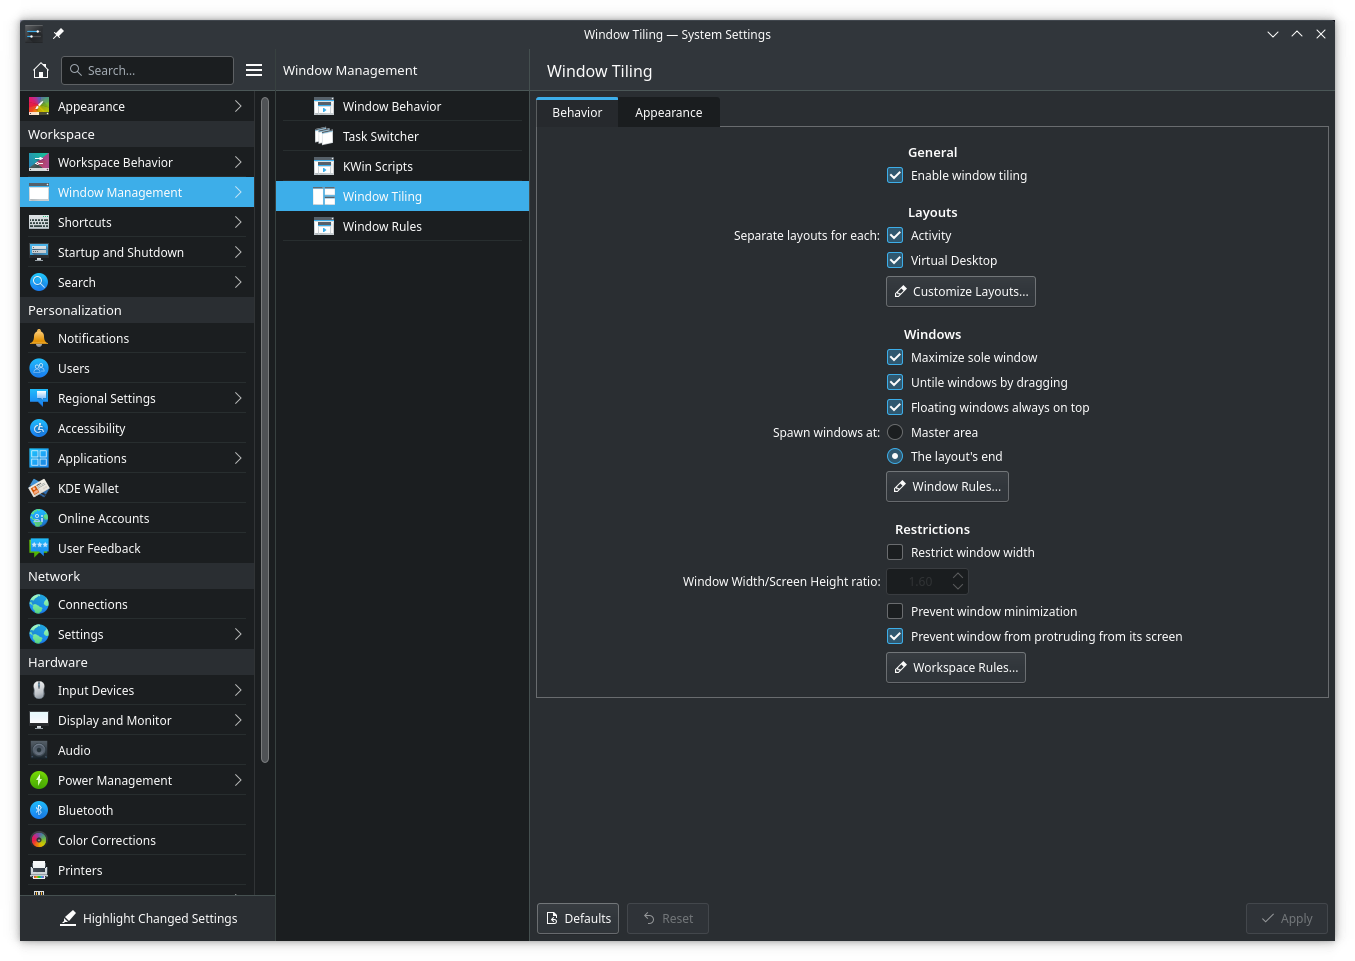 Window Tiling — System Settings
Search...
Appearance
Workspace
Workspace Behavior
Window Management
Shortcuts
Startup and Shutdown
Search
Personalization
Notifications
Users
Regional Settings
Accessibility
Applications
KDE Wallet
Online Accounts
User Feedback
Network
Connections
Settings
Hardware
Input Devices
Display and Monitor
Audio
Power Management
Bluetooth
Color Corrections
Printers
Highlight Changed Settings
Window Management
Window Behavior
Task Switcher
KWin Scripts
Window Tiling
Window Rules
Window Tiling
Behavior Appearance
General
Enable window tiling
Layouts
Separate layouts for each: Activity
Virtual Desktop
Customize Layouts...
Windows
Maximize sole window
Untile windows by dragging
Floating windows always on top
Spawn windows at: Master area
The layout's end
Window Rules...
Restrictions
Restrict window width
Window Width/Screen Height ratio: 1.60
Prevent window minimization
Prevent window from protruding from its screen
Workspace Rules...
Defaults Reset Apply